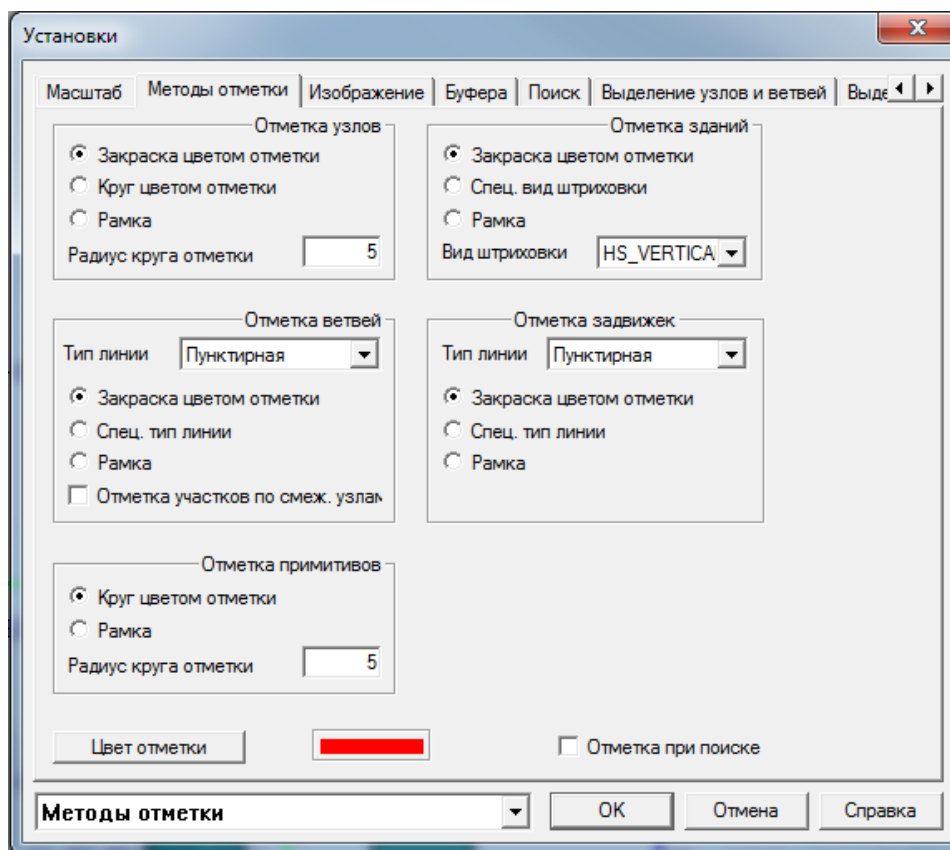 Установки
Масштаб Методы отметки Изображение Буфера Поиск Выделение узлов и ветвей Выде
Отметка узлов
Закраска цветом отметки
Круг цветом отметки
Рамка
Радиус круга отметки 5
Отметка зданий
Закраска цветом отметки
Спец. вид штриховки
Рамка
Вид штриховки HS_VERTICA
Отметка ветвей
Тип линии Пунктирная
Закраска цветом отметки
Спец. тип линии
Рамка
Отметка участков по смеж. узлам
Отметка задвижек
Тип линии Пунктирная
Закраска цветом отметки
Спец. тип линии
Рамка
Отметка примитивов
Круг цветом отметки
Рамка
Радиус круга отметки 5
Цвет отметки Отметка при поиске
Методы отметки OK Отмена Справка